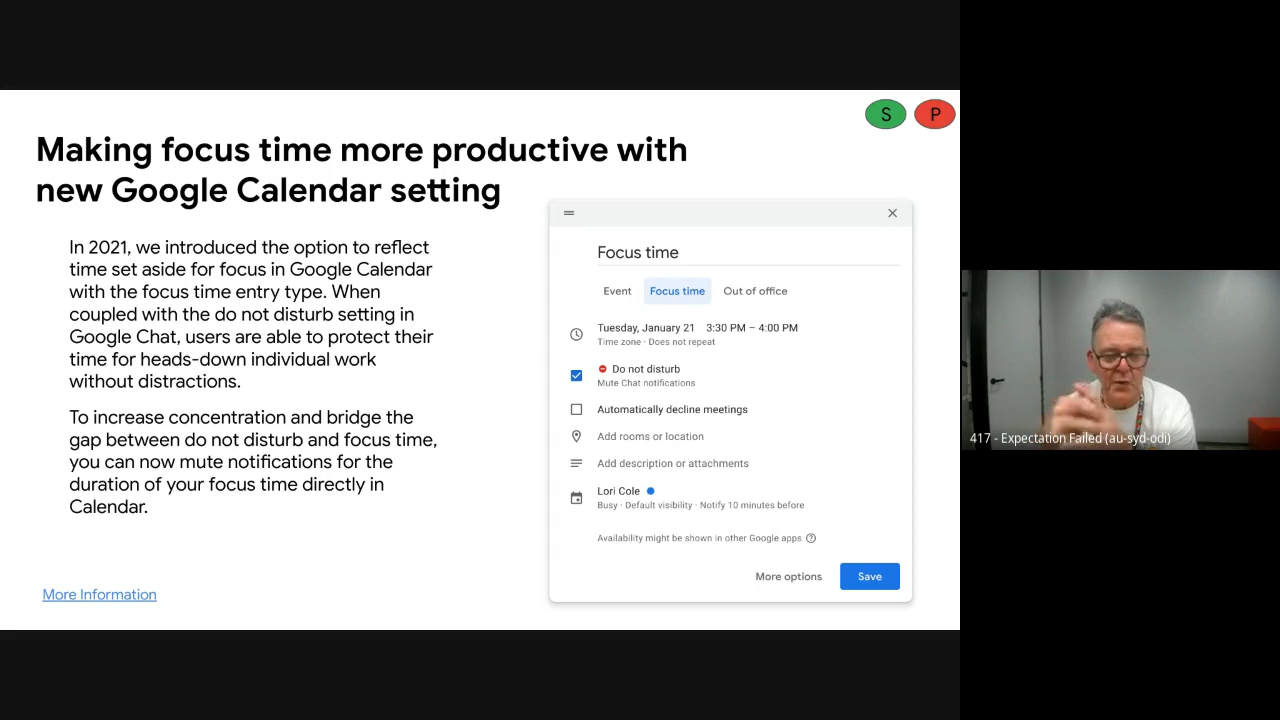 S P
Making focus time more productive with
new Google Calendar setting
In 2021, we introduced the option to reflect
time set aside for focus in Google Calendar
with the focus time entry type. When
coupled with the do not disturb setting in
Google Chat, users are able to protect their
time for heads-down individual work
without distractions.
To increase concentration and bridge the
gap between do not disturb and focus time,
you can now mute notifications for the
duration of your focus time directly in
Calendar.
More Information
Focus time
Event Focus time Out of office
Tuesday, January 21 3:30 PM – 4:00 PM
Time zone · Does not repeat
Do not disturb
Mute Chat notifications
Automatically decline meetings
Add rooms or location
Add description or attachments
Lori Cole
Busy · Default visibility · Notify 10 minutes before
Availability might be shown in other Google apps
More options Save
417 - Expectation Failed (au-syd-odi)